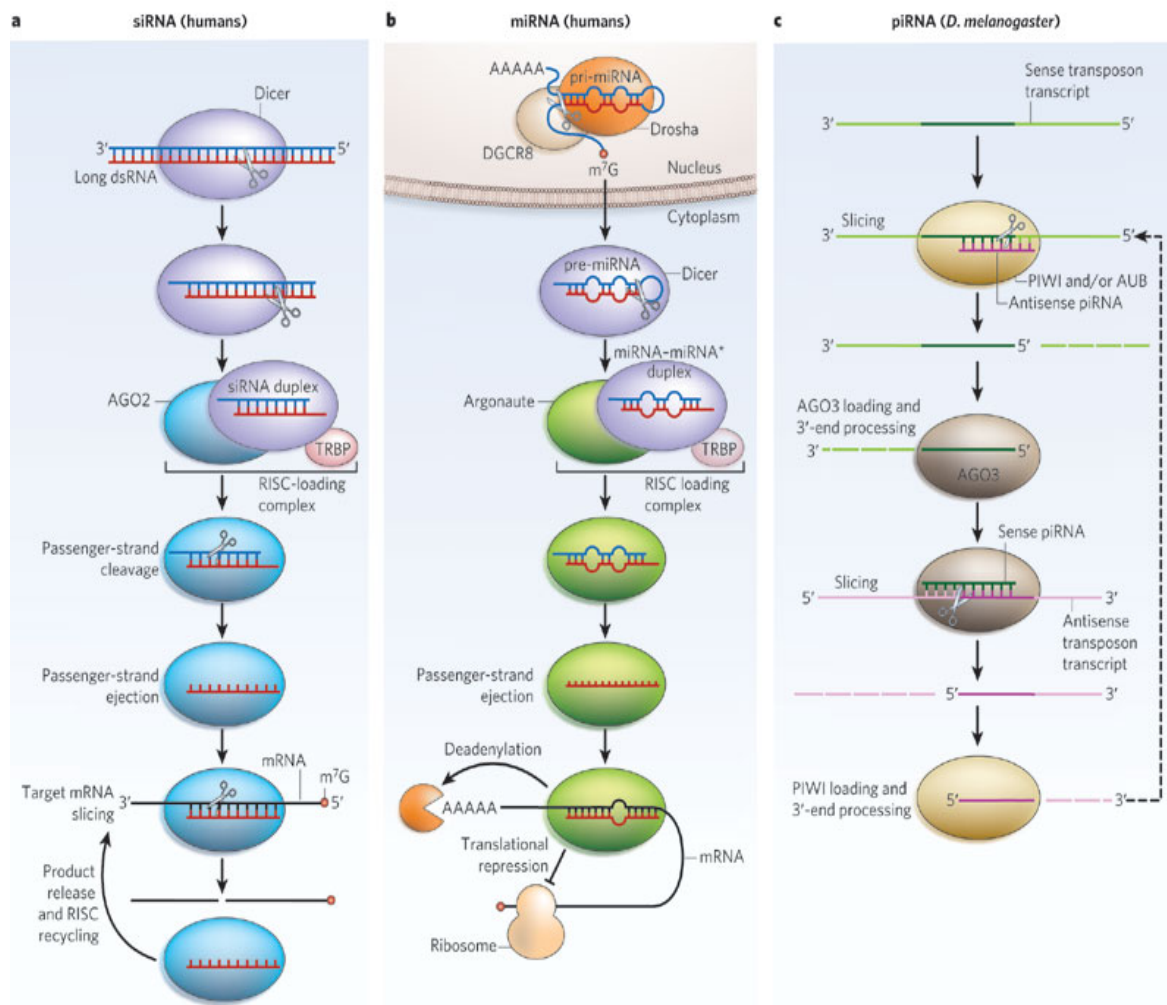 a
siRNA (humans)
Dicer
3′
5′
Long dsRNA
siRNA duplex
AGO2
TRBP
RISC-loading
complex
Passenger-strand
cleavage
Passenger-strand
ejection
mRNA
m⁷G
Target mRNA
slicing
3′
5′
Product
release
and RISC
recycling
b
miRNA (humans)
AAAAA
pri-miRNA
Drosha
DGCR8
m⁷G
Nucleus
Cytoplasm
pre-miRNA
Dicer
miRNA–miRNA*
duplex
Argonaute
TRBP
RISC loading
complex
Passenger-strand
ejection
Deadenylation
AAAAA
Translational
repression
mRNA
Ribosome
c
piRNA (D. melanogaster)
Sense transposon
transcript
3′
5′
Slicing
3′
5′
PIWI and/or AUB
Antisense piRNA
3′
5′
AGO3 loading and
3′-end processing
3′
5′
AGO3
Sense piRNA
Slicing
5′
3′
Antisense
transposon
transcript
5′
3′
PIWI loading and
3′-end processing
5′
3′